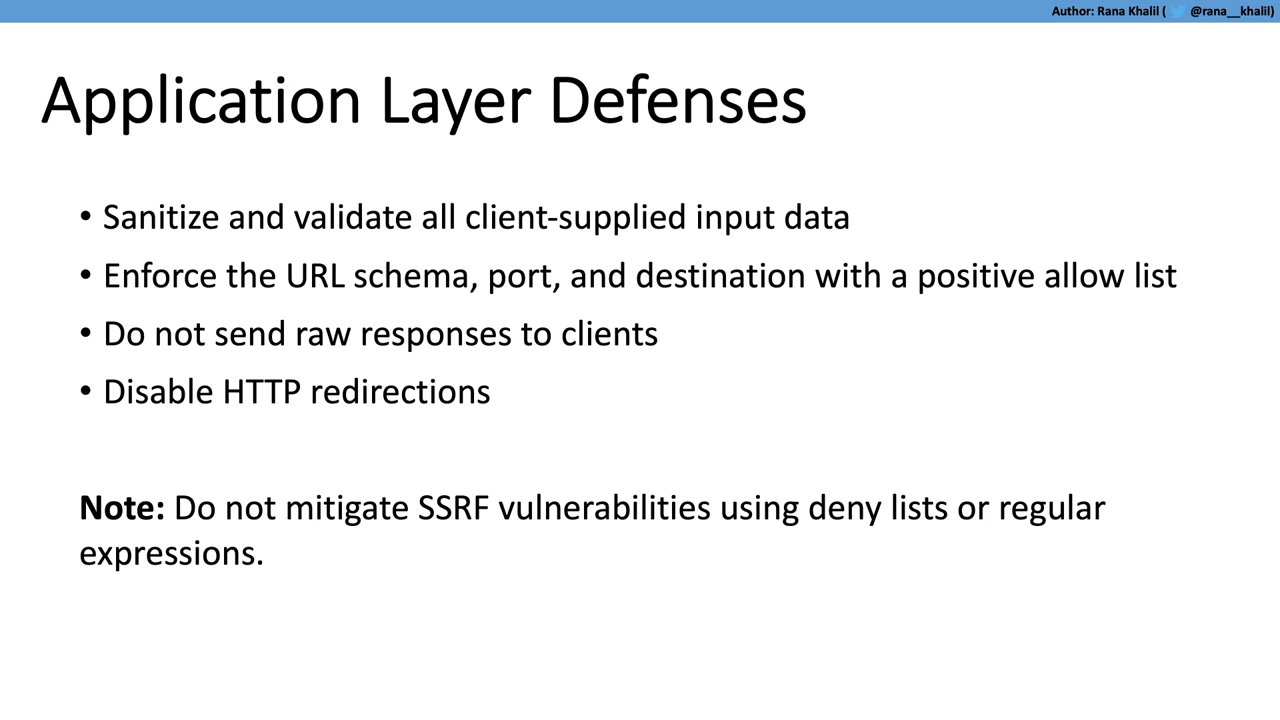 Author: Rana Khalil ( @rana__khalil)
Application Layer Defenses
• Sanitize and validate all client-supplied input data
• Enforce the URL schema, port, and destination with a positive allow list
• Do not send raw responses to clients
• Disable HTTP redirections
Note: Do not mitigate SSRF vulnerabilities using deny lists or regular
expressions.